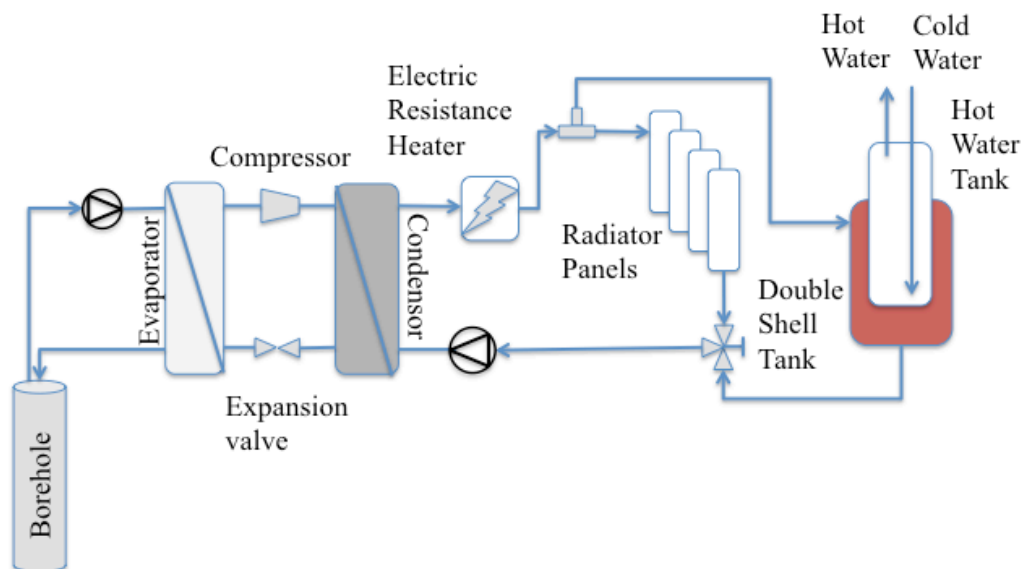 Hot
Water
Cold
Water
Electric
Resistance
Heater
Hot
Water
Tank
Compressor
Evaporator
Condensor
Radiator
Panels
Double
Shell
Tank
Expansion
valve
Borehole